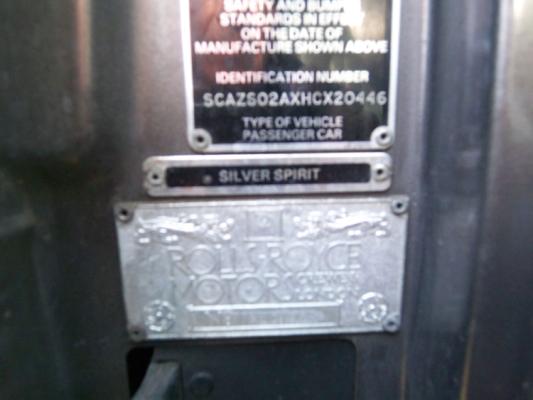 SAFETY AND BUMPER
STANDARDS IN EFFECT
ON THE DATE OF
MANUFACTURE SHOWN ABOVE
IDENTIFICATION NUMBER
SCAZS02AXHCX20446
TYPE OF VEHICLE
PASSENGER CAR
SILVER SPIRIT
ROLLS-ROYCE
MOTORS